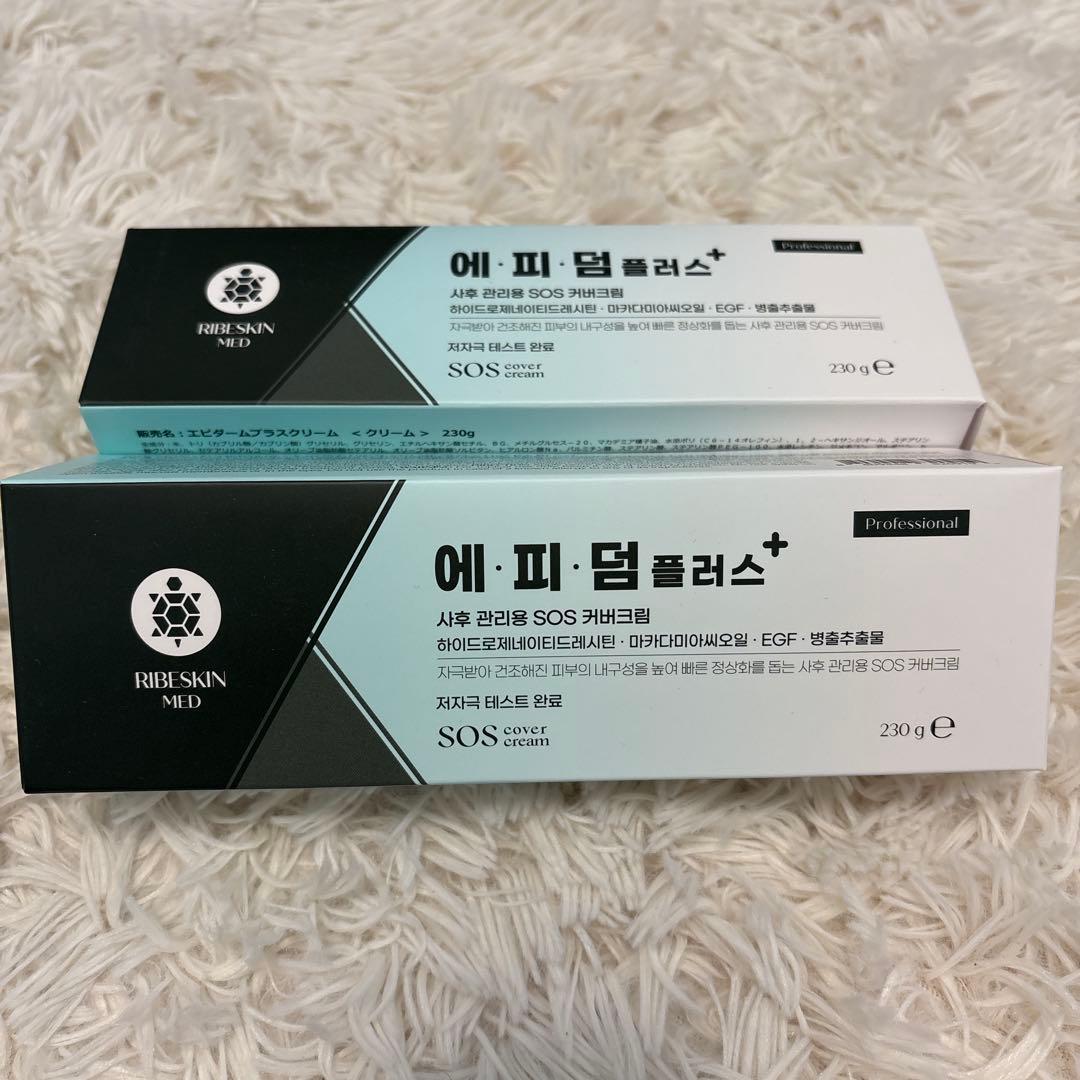 RIBESKIN
MED
에·피·덤 플러스+
Professional
사후 관리용 SOS 커버크림
하이드로제네이티드레시틴·마카다미아씨오일·EGF·병출추출물
자극받아 건조해진 피부의 내구성을 높여 빠른 정상화를 돕는 사후 관리용 SOS 커버크림
저자극 테스트 완료
SOS cover cream
230 g ℮
販売名：エピダームプラスクリーム ＜クリーム＞ 230g
RIBESKIN
MED
Professional
에·피·덤 플러스+
사후 관리용 SOS 커버크림
하이드로제네이티드레시틴·마카다미아씨오일·EGF·병출추출물
자극받아 건조해진 피부의 내구성을 높여 빠른 정상화를 돕는 사후 관리용 SOS 커버크림
저자극 테스트 완료
SOS cover cream
230 g ℮